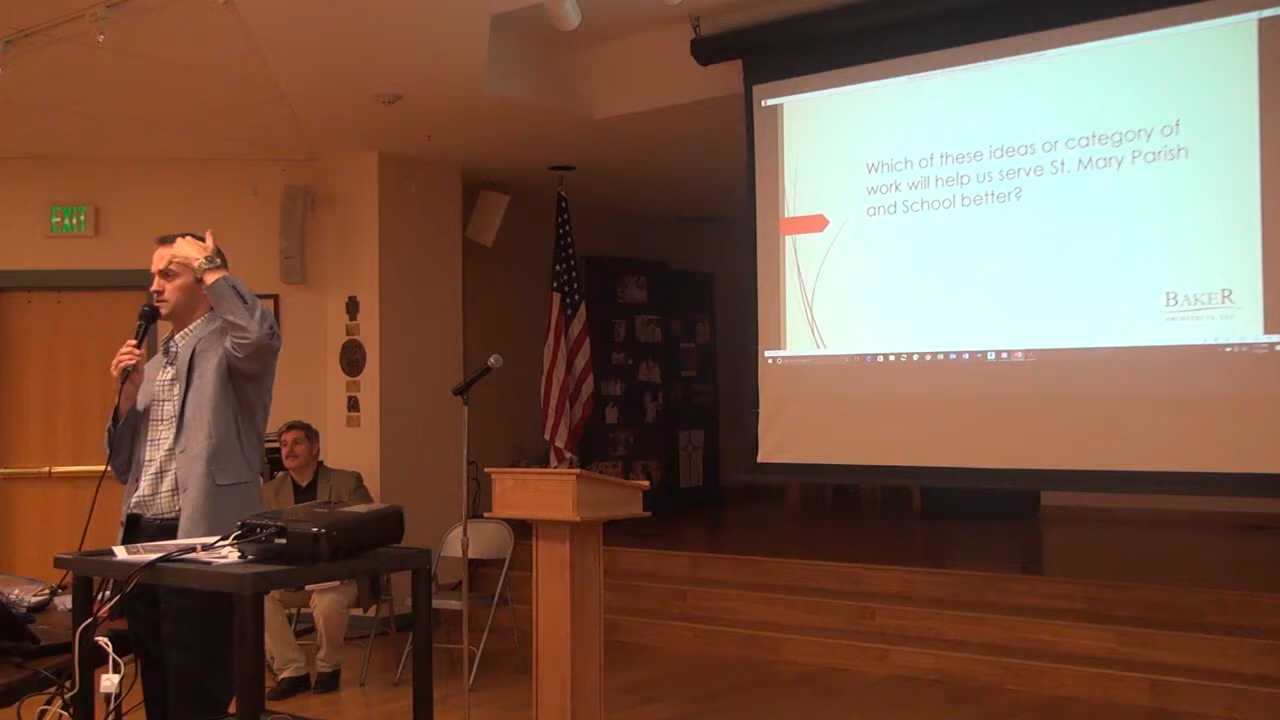 EXIT
Which of these ideas or category of
work will help us serve St. Mary Parish
and School better?
BAKER